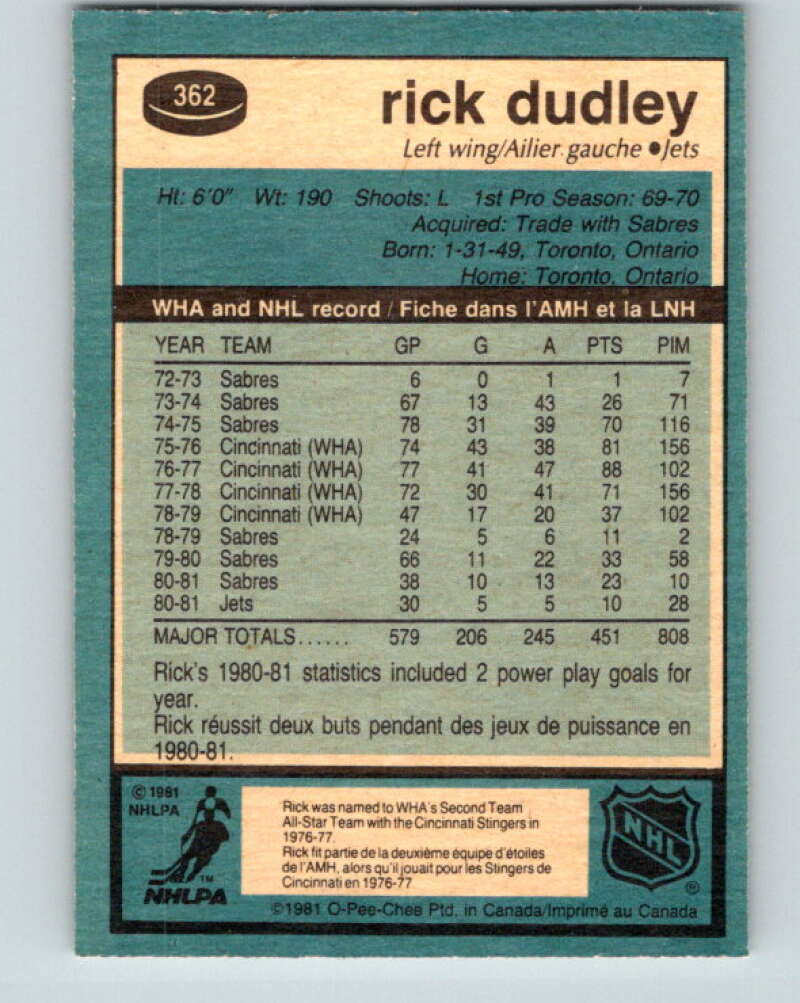 362
rick dudley
Left wing/Ailier gauche ●Jets
Ht: 6'0" Wt: 190 Shoots: L 1st Pro Season: 69-70
Acquired: Trade with Sabres
Born: 1-31-49, Toronto, Ontario
Home: Toronto, Ontario
WHA and NHL record / Fiche dans l'AMH et la LNH
YEAR TEAM GP G A PTS PIM
72-73 Sabres 6 0 1 1 7
73-74 Sabres 67 13 43 26 71
74-75 Sabres 78 31 39 70 116
75-76 Cincinnati (WHA) 74 43 38 81 156
76-77 Cincinnati (WHA) 77 41 47 88 102
77-78 Cincinnati (WHA) 72 30 41 71 156
78-79 Cincinnati (WHA) 47 17 20 37 102
78-79 Sabres 24 5 6 11 2
79-80 Sabres 66 11 22 33 58
80-81 Sabres 38 10 13 23 10
80-81 Jets 30 5 5 10 28
MAJOR TOTALS...... 579 206 245 451 808
Rick's 1980-81 statistics included 2 power play goals for
year.
Rick réussit deux buts pendant des jeux de puissance en
1980-81.
© 1981
NHLPA
TM
NHLPA
Rick was named to WHA's Second Team
All-Star Team with the Cincinnati Stingers in
1976-77.
Rick fit partie de la deuxième équipe d'étoiles
de l'AMH, alors qu'il jouait pour les Stingers de
Cincinnati en 1976-77
NHL
®
©1981 O-Pee-Chee Ptd. in Canada/Imprimé au Canada